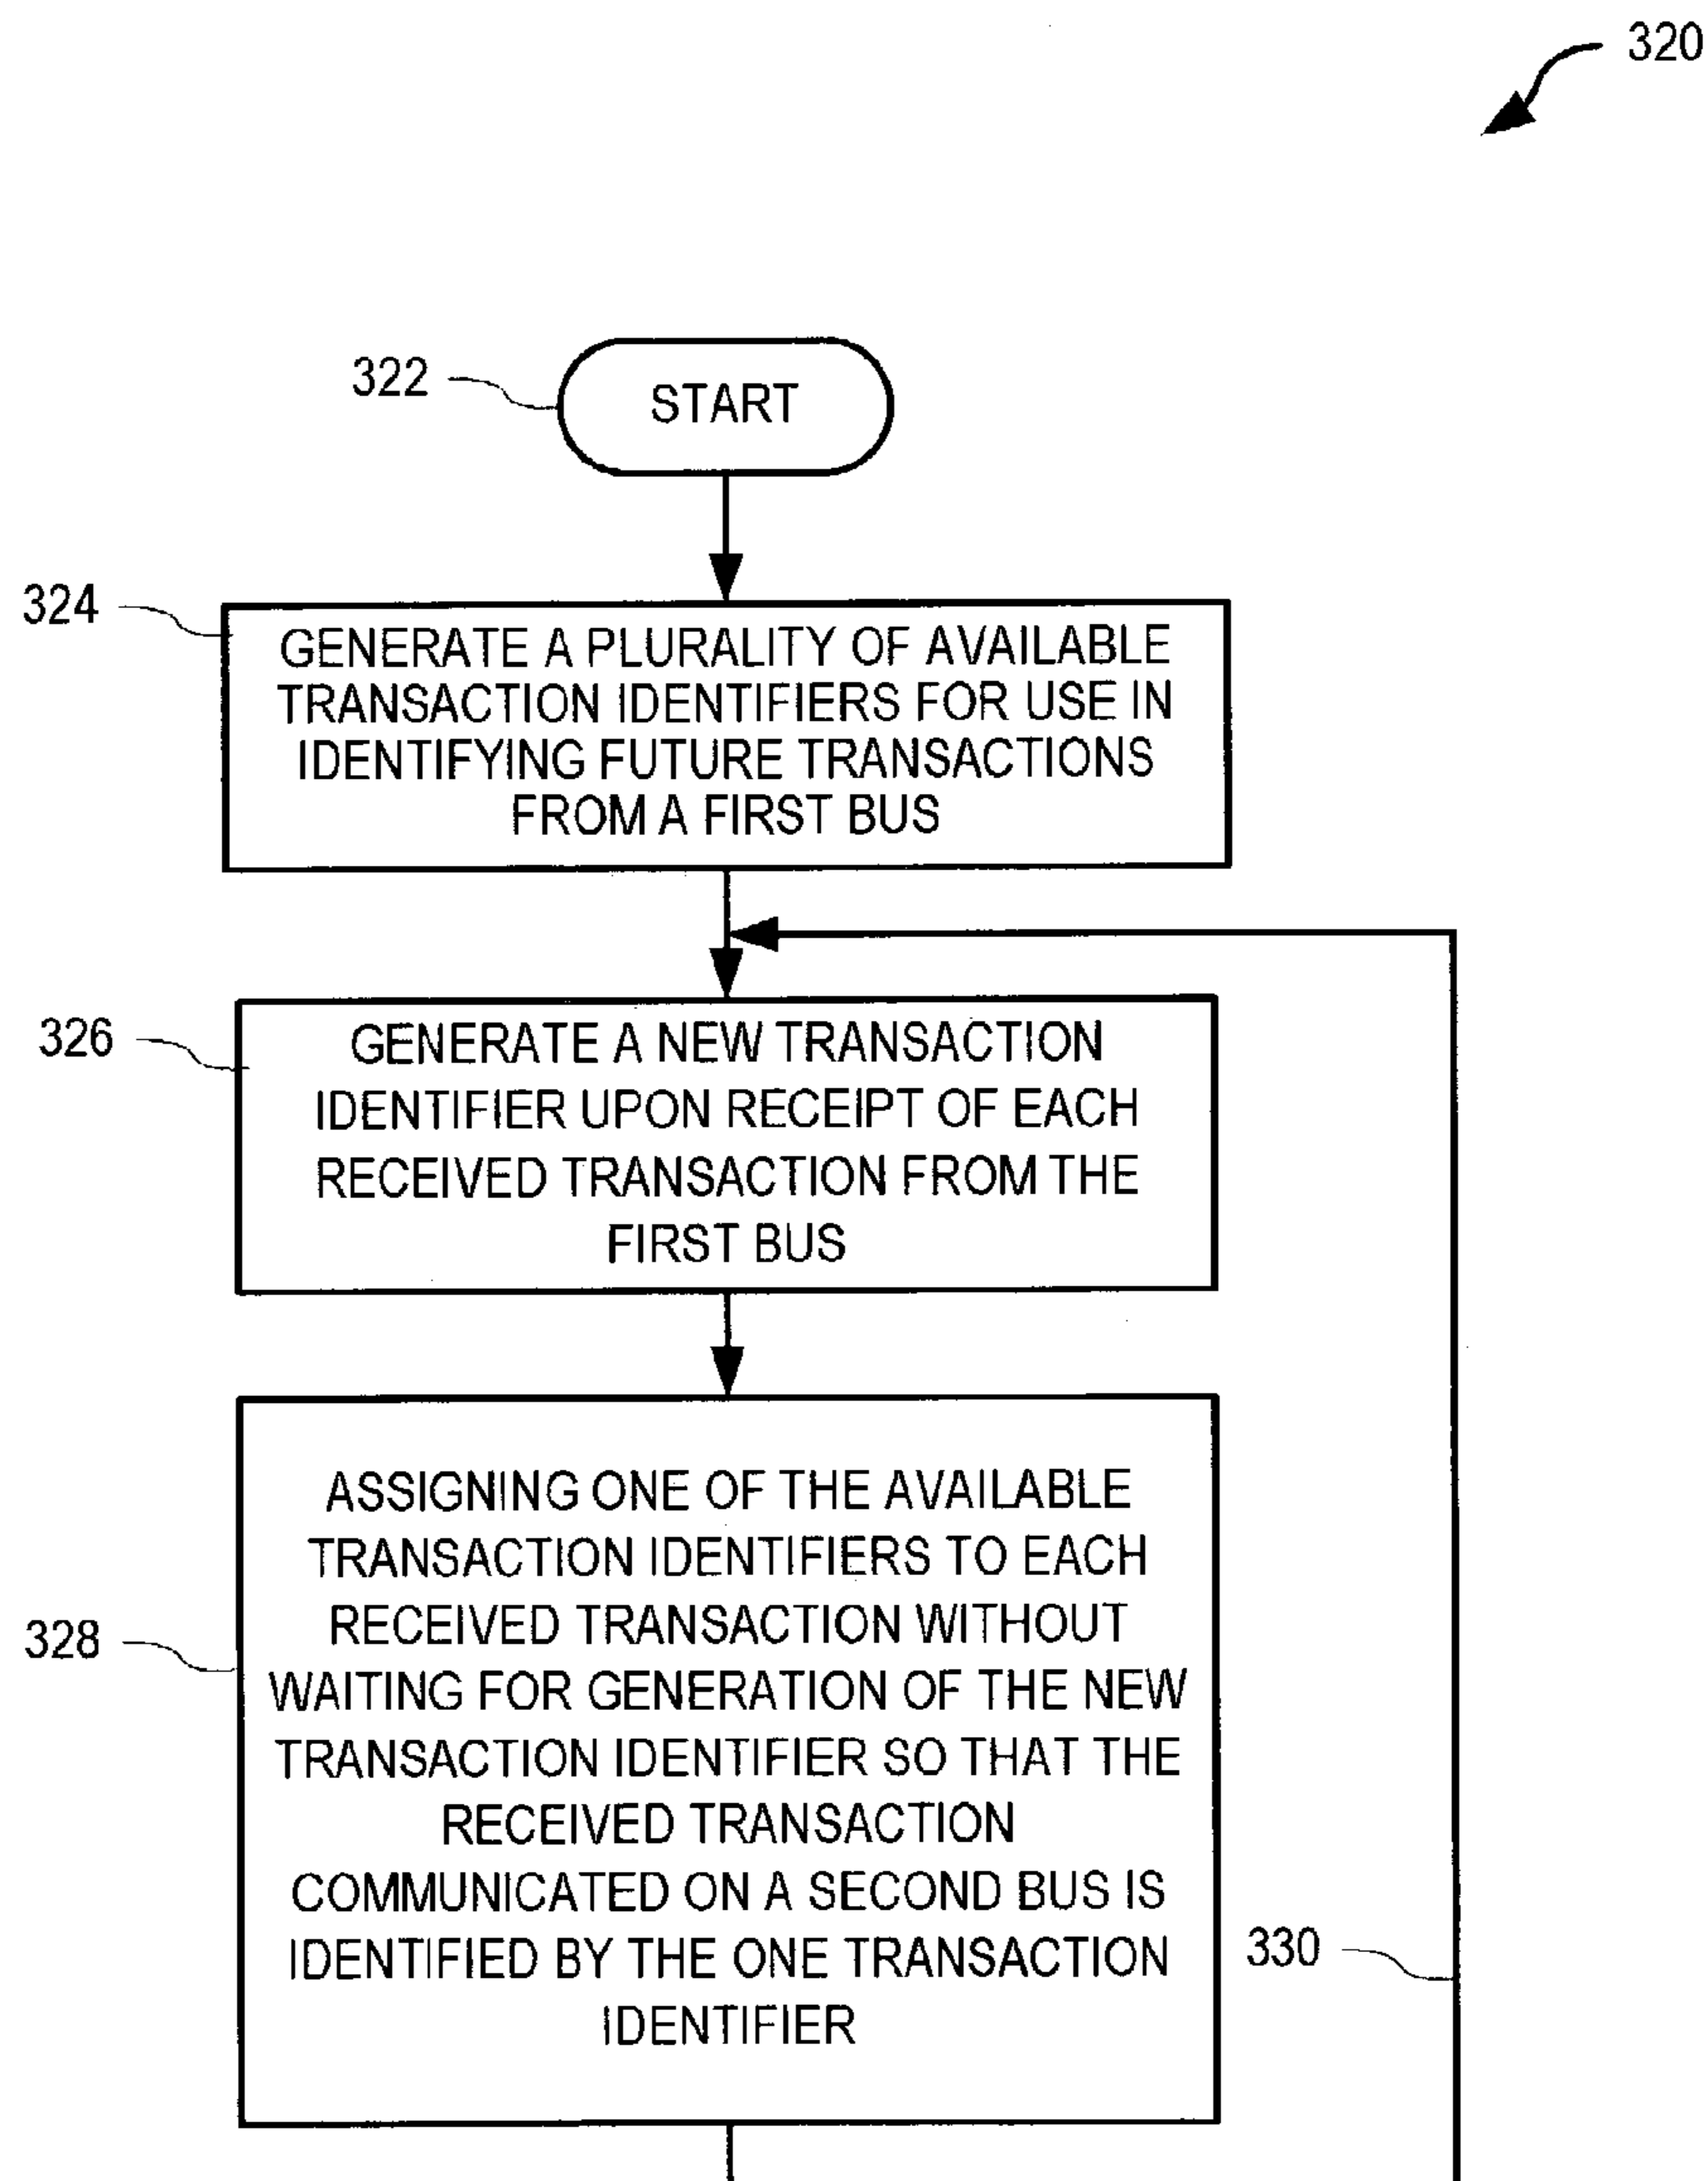 320
322
START
324
GENERATE A PLURALITY OF AVAILABLE
TRANSACTION IDENTIFIERS FOR USE IN
IDENTIFYING FUTURE TRANSACTIONS
FROM A FIRST BUS
326
GENERATE A NEW TRANSACTION
IDENTIFIER UPON RECEIPT OF EACH
RECEIVED TRANSACTION FROM THE
FIRST BUS
328
ASSIGNING ONE OF THE AVAILABLE
TRANSACTION IDENTIFIERS TO EACH
RECEIVED TRANSACTION WITHOUT
WAITING FOR GENERATION OF THE NEW
TRANSACTION IDENTIFIER SO THAT THE
RECEIVED TRANSACTION
COMMUNICATED ON A SECOND BUS IS
IDENTIFIED BY THE ONE TRANSACTION
IDENTIFIER
330